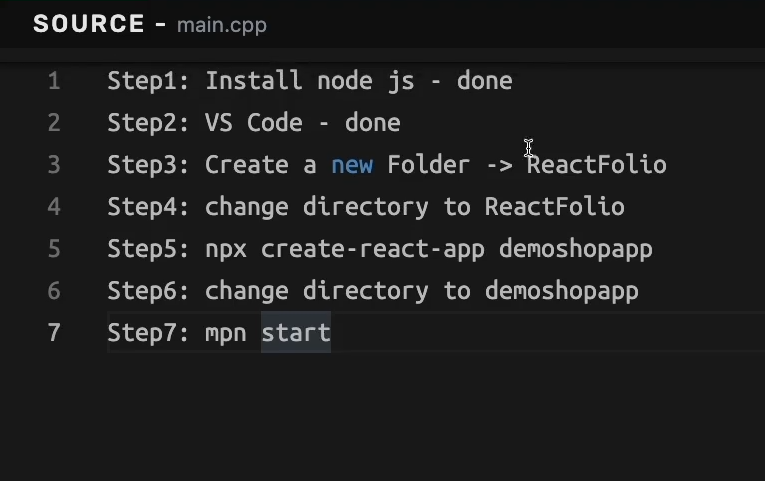 SOURCE - main.cpp
1 Step1: Install node js - done
2 Step2: VS Code - done
3 Step3: Create a new Folder -> ReactFolio
4 Step4: change directory to ReactFolio
5 Step5: npx create-react-app demoshopapp
6 Step6: change directory to demoshopapp
7 Step7: mpn start